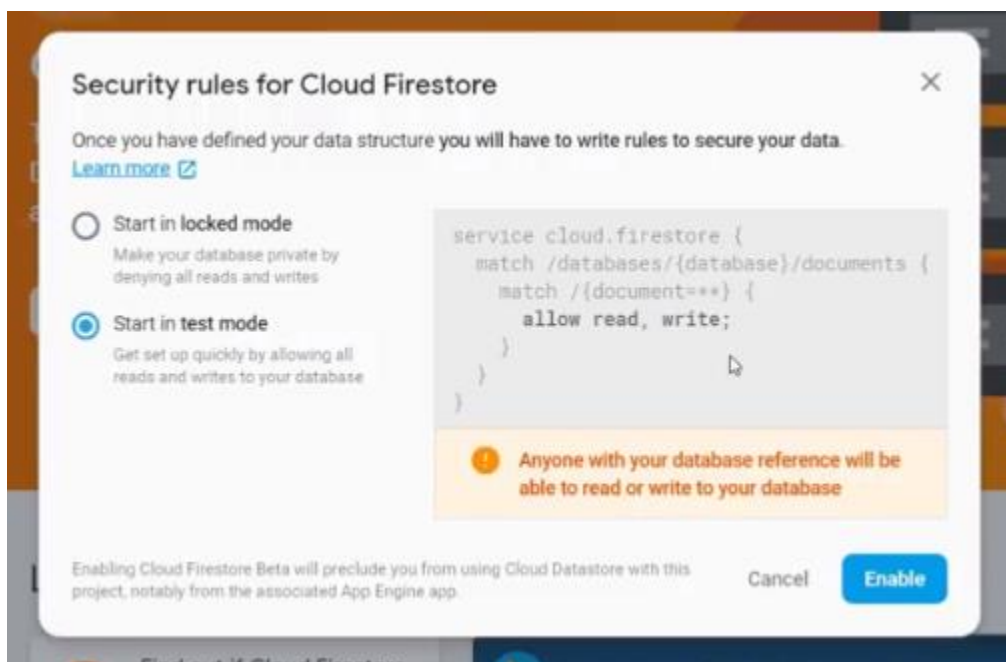 Security rules for Cloud Firestore
Once you have defined your data structure you will have to write rules to secure your data.
Learn more
Start in locked mode
Make your database private by
denying all reads and writes
Start in test mode
Get set up quickly by allowing all
reads and writes to your database
service cloud.firestore {
match /databases/{database}/documents {
match /{document=**} {
allow read, write;
}
}
}
Anyone with your database reference will be
able to read or write to your database
Enabling Cloud Firestore Beta will preclude you from using Cloud Datastore with this
project, notably from the associated App Engine app.
Cancel
Enable